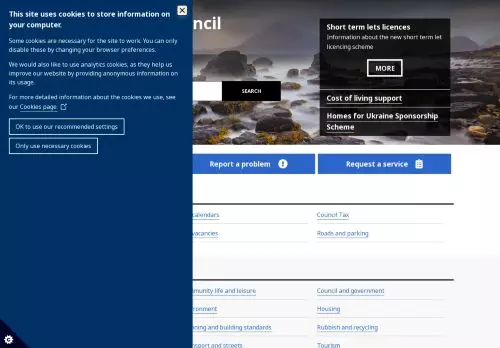 This site uses cookies to store information on
your computer.
Some cookies are necessary for the site to work. You can only
disable these by changing your browser preferences.
We would also like to use analytics cookies, as they help us
improve our website by providing anonymous information on
its usage.
For more detailed information about the cookies we use, see
our Cookies page.
OK to use our recommended settings
Only use necessary cookies
ncil
SEARCH
Short term lets licences
Information about the new short term let
licencing scheme
MORE
Cost of living support
Homes for Ukraine Sponsorship
Scheme
Report a problem
Request a service
calendars
Council Tax
vacancies
Roads and parking
munity life and leisure
Council and government
ronment
Housing
ning and building standards
Rubbish and recycling
nsport and streets
Tourism